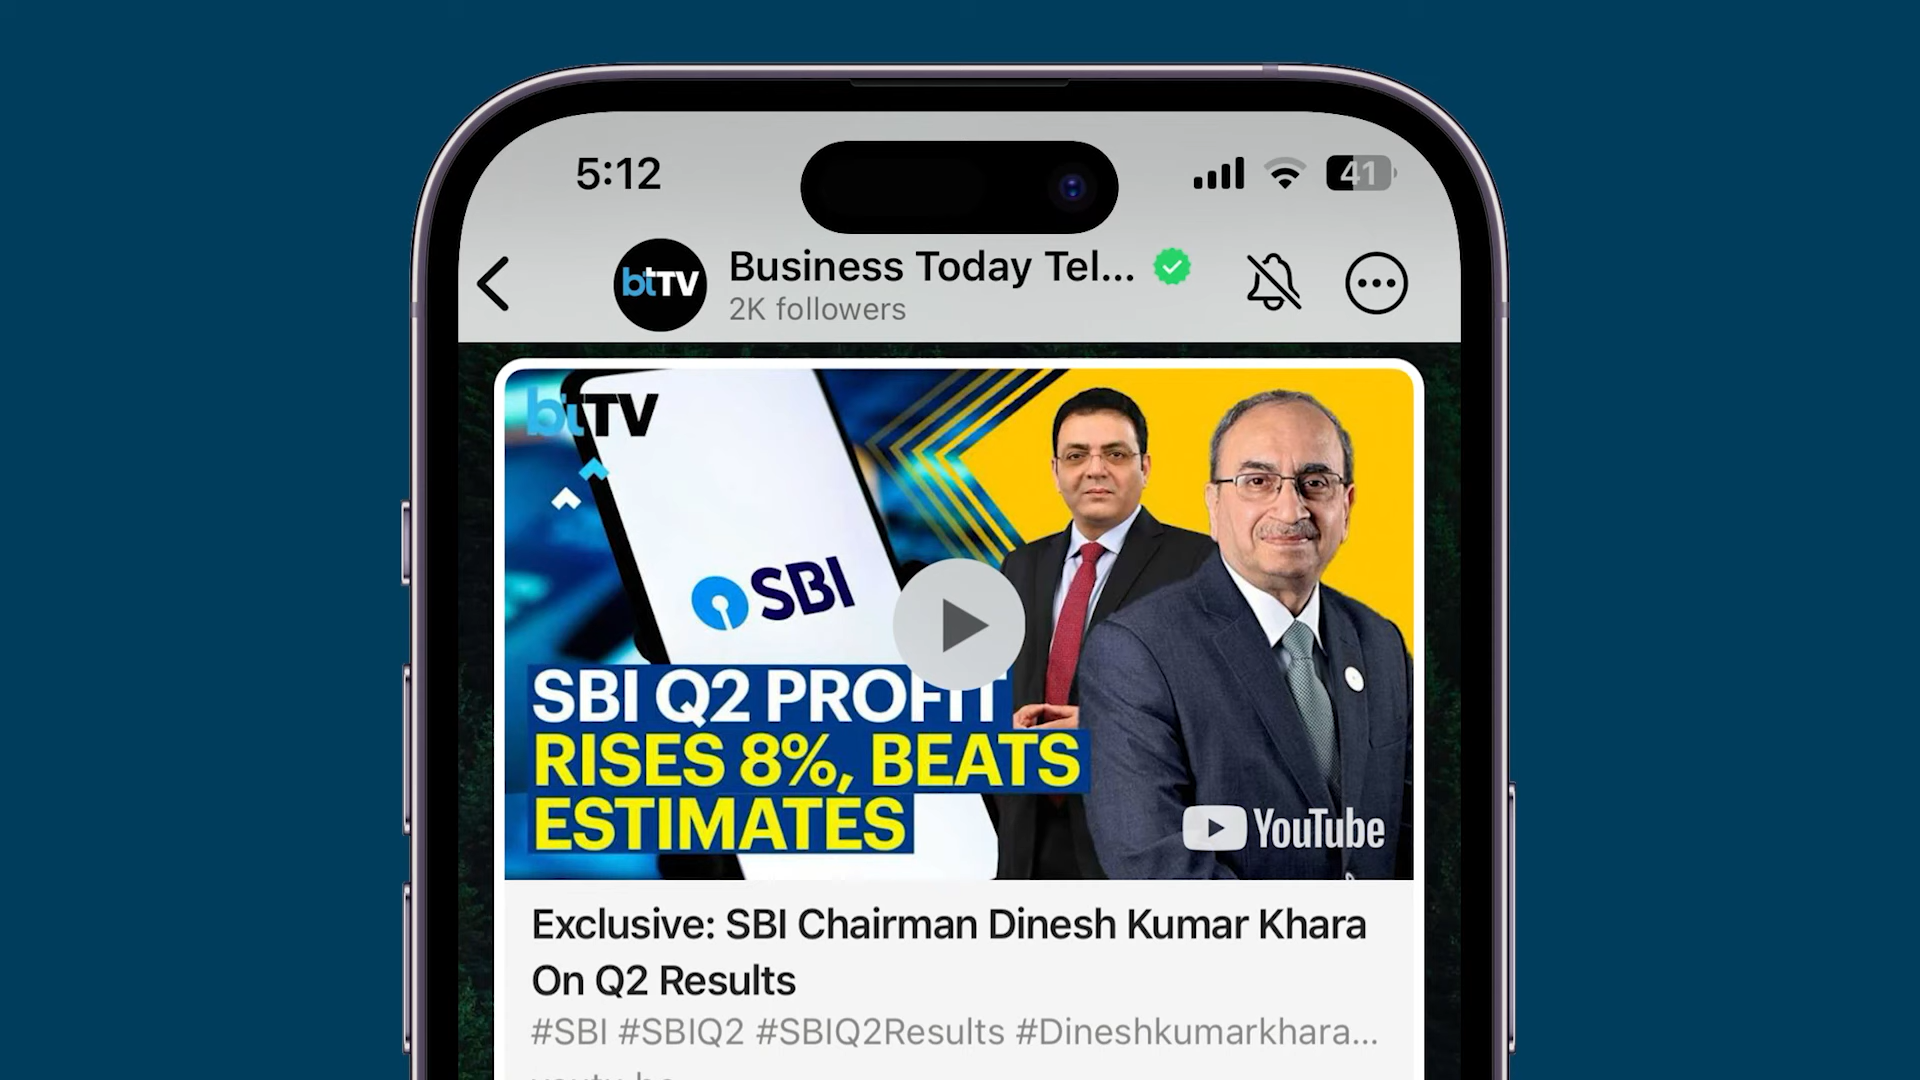 5:12
41
btTV
Business Today Tel...
2K followers
btTV
SBI
SBI Q2 PROFIT
RISES 8%, BEATS
ESTIMATES
YouTube
Exclusive: SBI Chairman Dinesh Kumar Khara
On Q2 Results
#SBI #SBIQ2 #SBIQ2Results #Dineshkumarkhara...